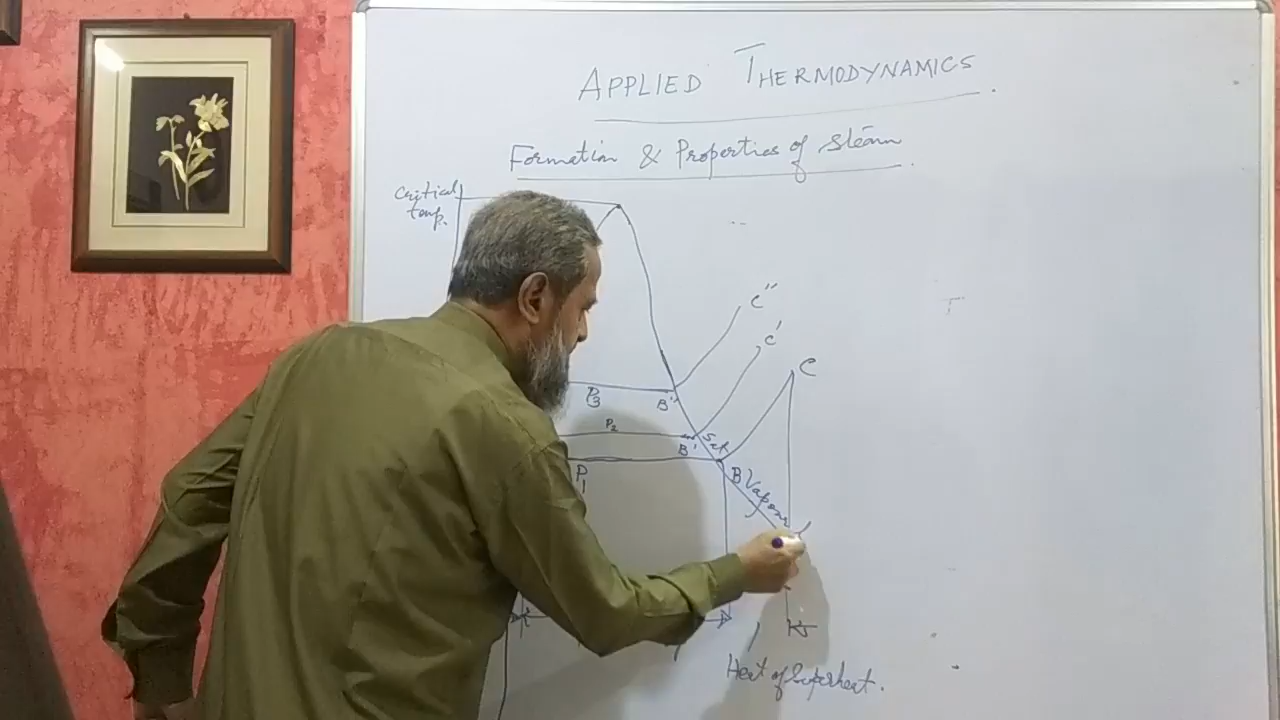 APPLIED THERMODYNAMICS.
Formation & Properties of Steam.
Critical
temp.
C"
C'
C
P3
B"
P2
B'
Sat.
P1
B Vapour
Heat of Superheat.